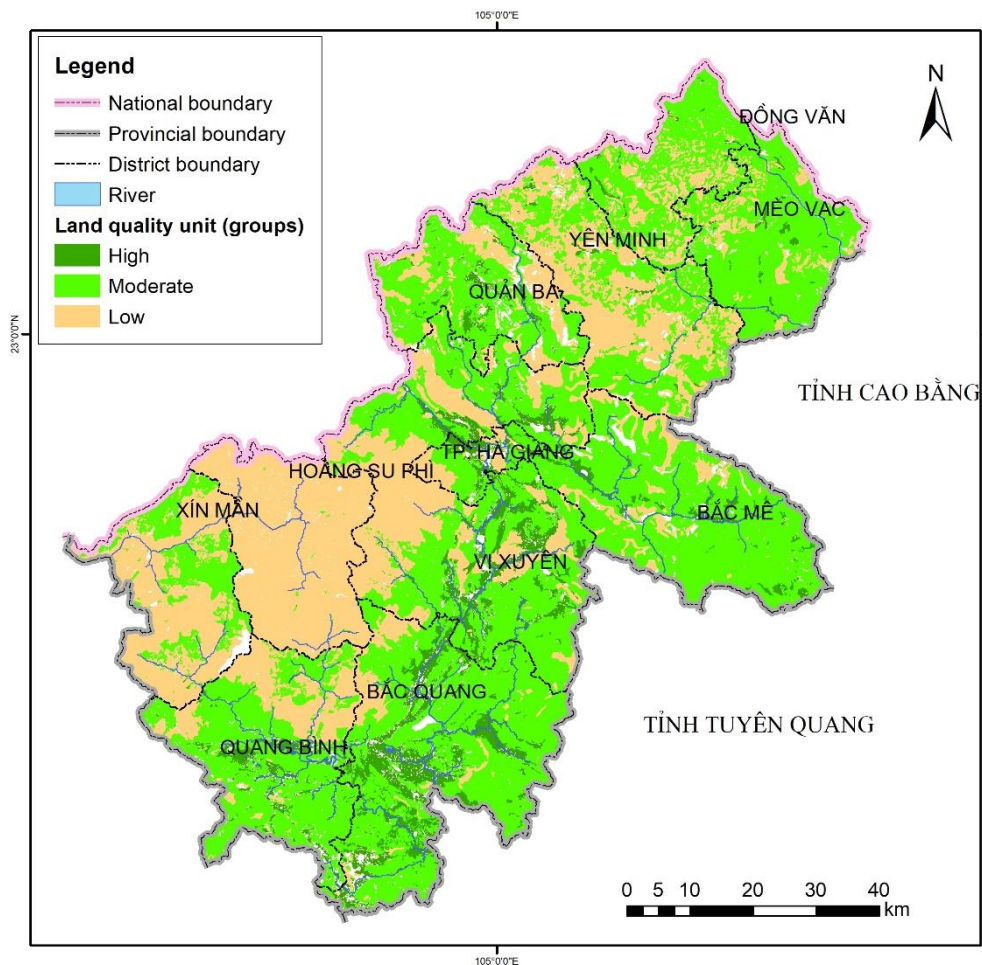 105°0'0"E
Legend
National boundary
Provincial boundary
District boundary
River
Land quality unit (groups)
High
Moderate
Low
N
23°0'0"N
ĐỒNG VĂN
MÈO VẠC
YÊN MINH
QUẢN BẠ
TỈNH CAO BẰNG
TP. HÀ GIANG
HOÀNG SU PHÌ
XÍN MẦN
BẮC MÊ
VỊ XUYÊN
BẮC QUANG
TỈNH TUYÊN QUANG
QUANG BÌNH
0 5 10 20 30 40
km
105°0'0"E